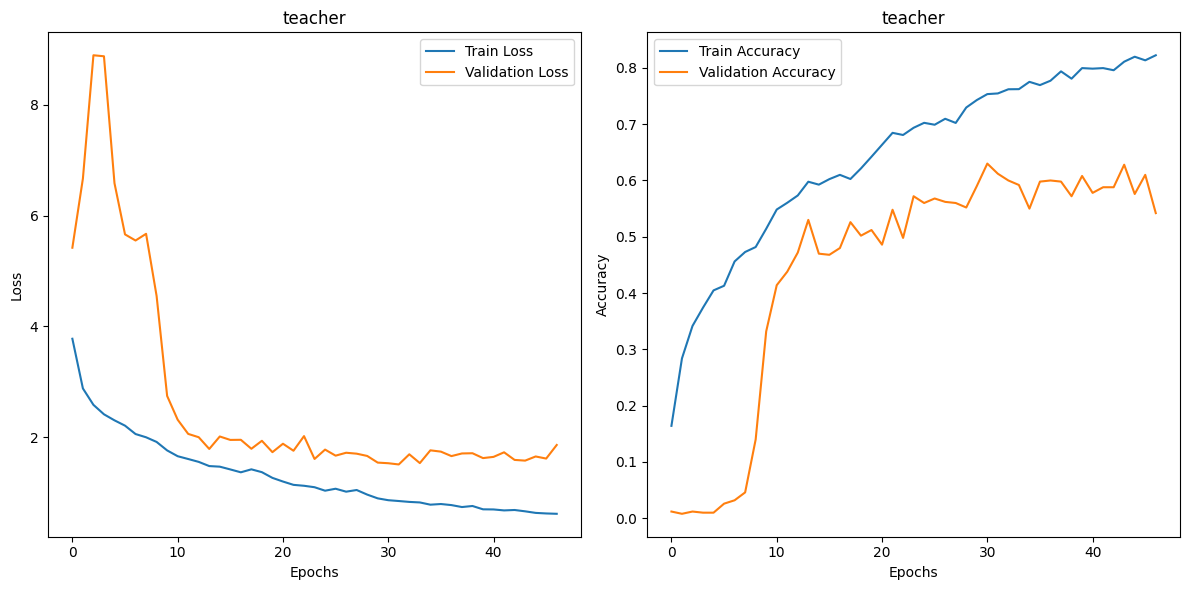 teacher
Train Loss
Validation Loss
8
6
4
2
Loss
0
10
20
30
40
Epochs
teacher
Train Accuracy
Validation Accuracy
0.8
0.7
0.6
0.5
0.4
0.3
0.2
0.1
0.0
Accuracy
0
10
20
30
40
Epochs